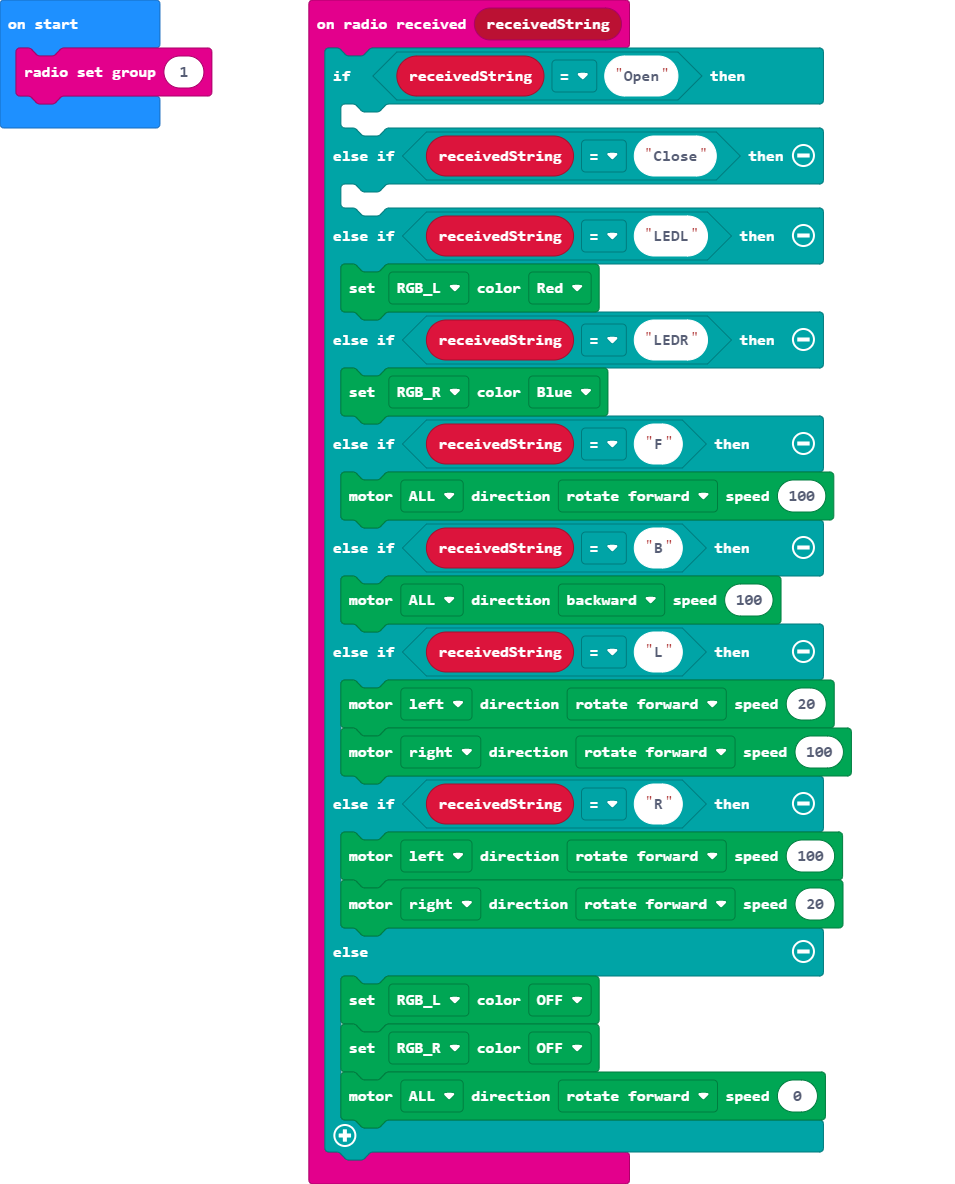 on start
radio set group 1
on radio received receivedString
if receivedString = "Open" then
else if receivedString = "Close" then
else if receivedString = "LEDL" then
set RGB_L color Red
else if receivedString = "LEDR" then
set RGB_R color Blue
else if receivedString = "F" then
motor ALL direction rotate forward speed 100
else if receivedString = "B" then
motor ALL direction backward speed 100
else if receivedString = "L" then
motor left direction rotate forward speed 20
motor right direction rotate forward speed 100
else if receivedString = "R" then
motor left direction rotate forward speed 100
motor right direction rotate forward speed 20
else
set RGB_L color OFF
set RGB_R color OFF
motor ALL direction rotate forward speed 0